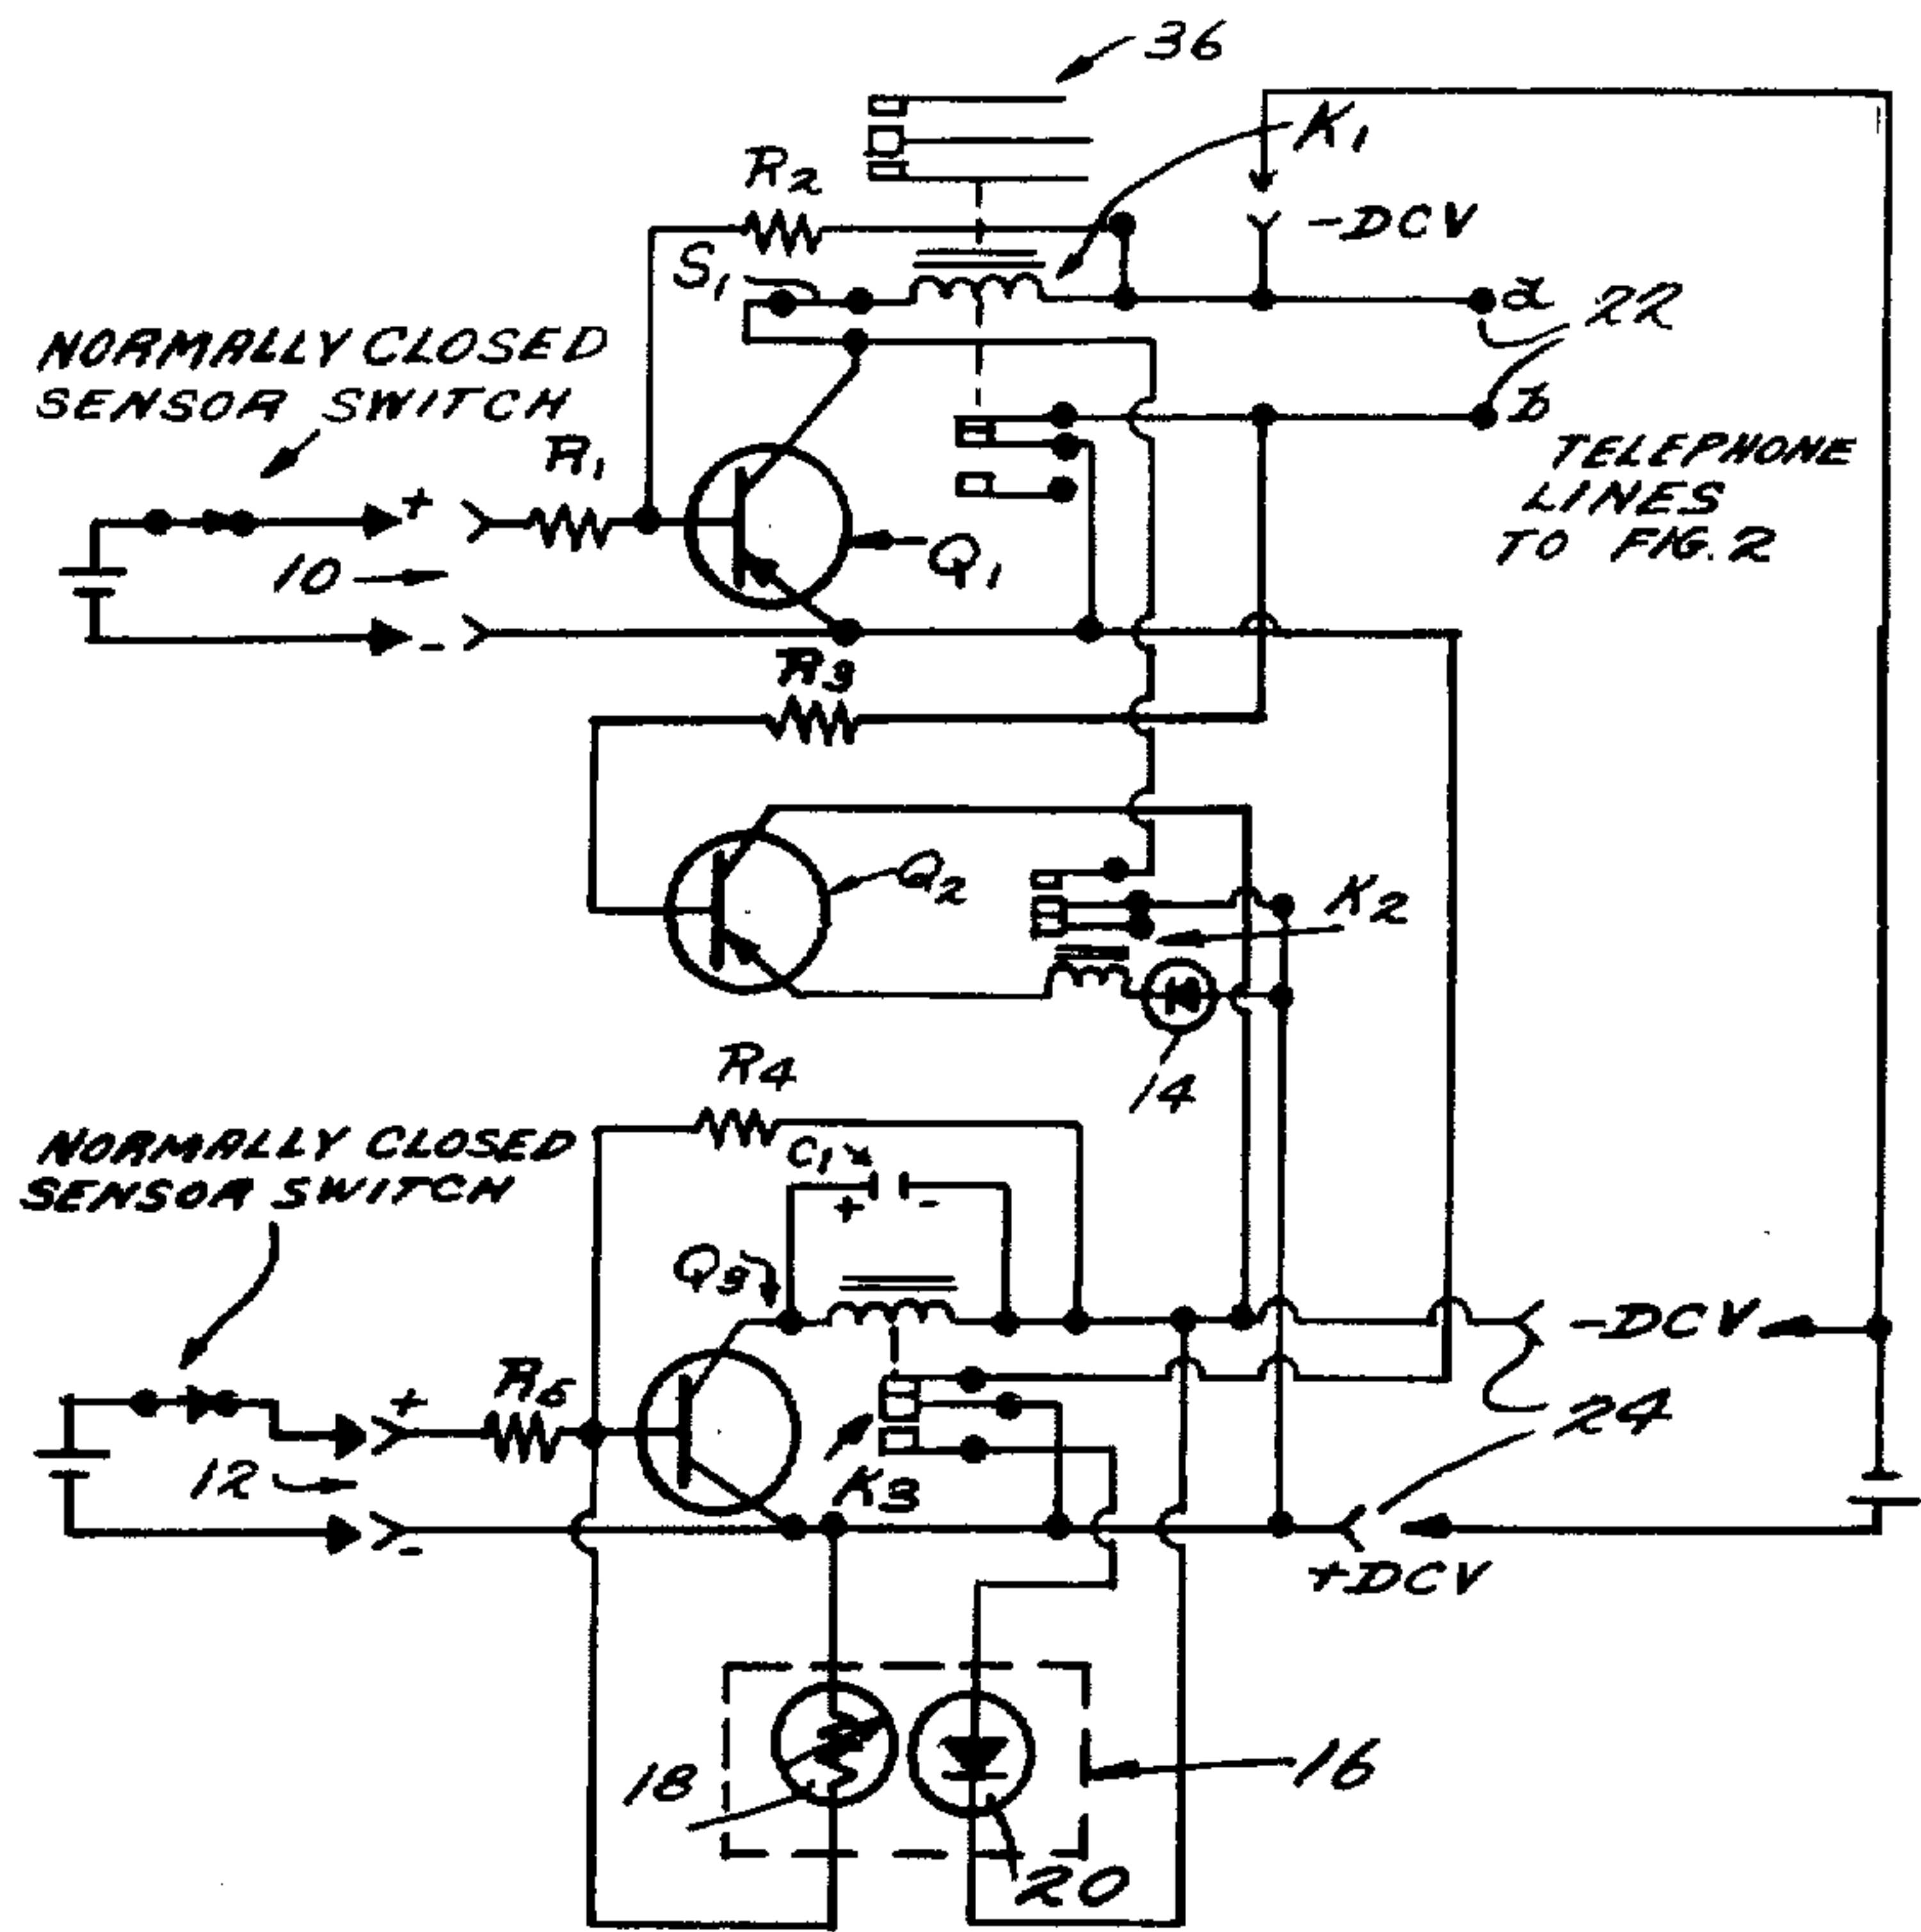 36
K1
R2
-DCV
S1
a
22
NORMALLY CLOSED
SENSOR SWITCH
b
R1
TELEPHONE
LINES
TO FIG. 2
+
10
Q1
-
R3
Q2
K2
14
R4
NORMALLY CLOSED
SENSOR SWITCH
C1
+ -
Q3
-DCV
R5
+
24
12
K3
-
+DCV
18
16
20